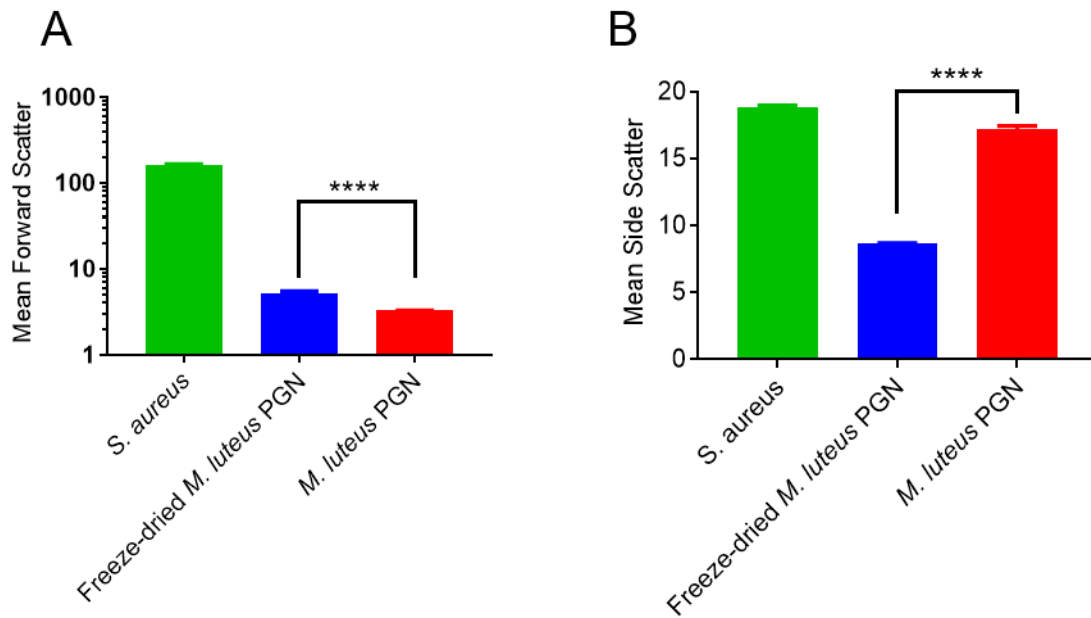 A
Mean Forward Scatter
1000
100
10
1
****
S. aureus
Freeze-dried M. luteus PGN
M. luteus PGN
B
Mean Side Scatter
20
15
10
5
0
****
S. aureus
Freeze-dried M. luteus PGN
M. luteus PGN